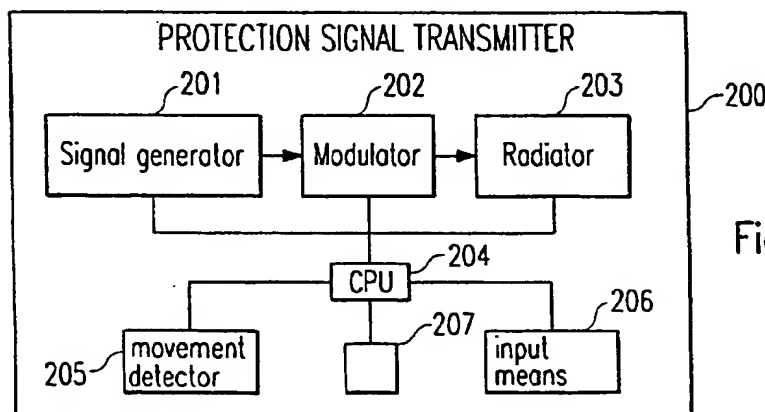 PROTECTION SIGNAL TRANSMITTER
201
202
203
200
Signal generator
Modulator
Radiator
Fi
CPU
204
205
movement
detector
207
206
input
means